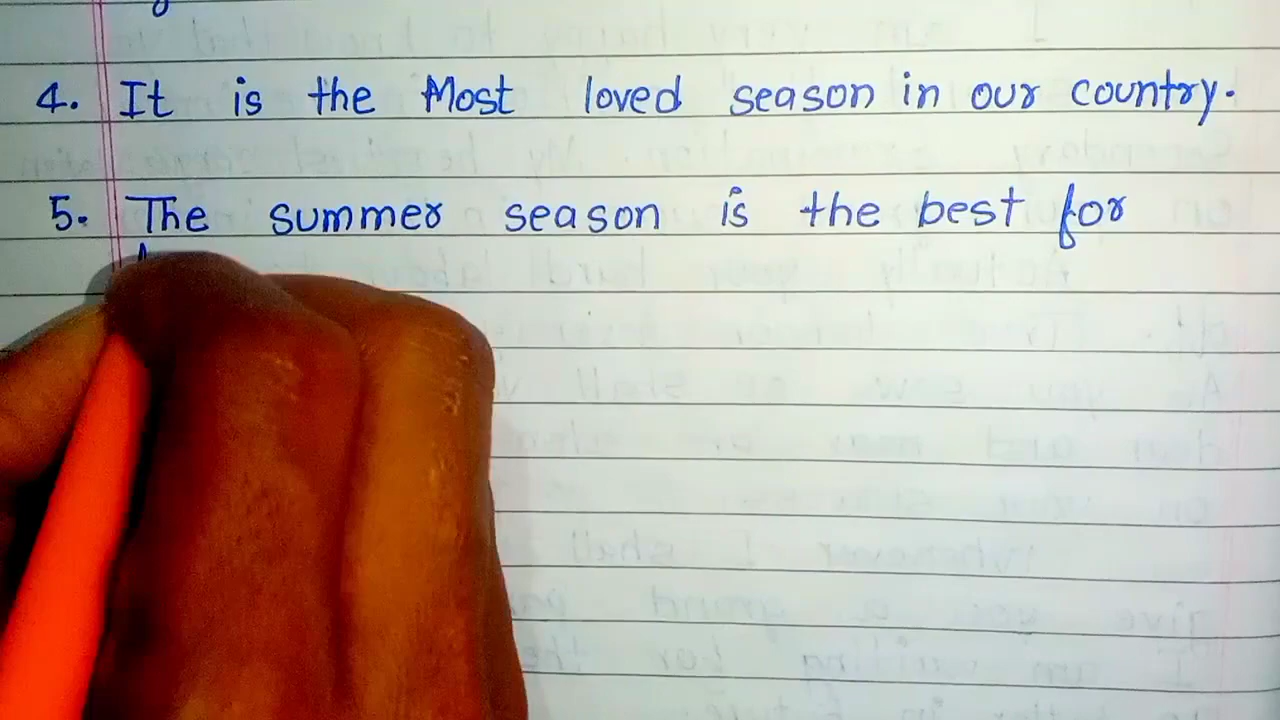 4. It is the Most loved season in our country.
5. The summer season is the best for